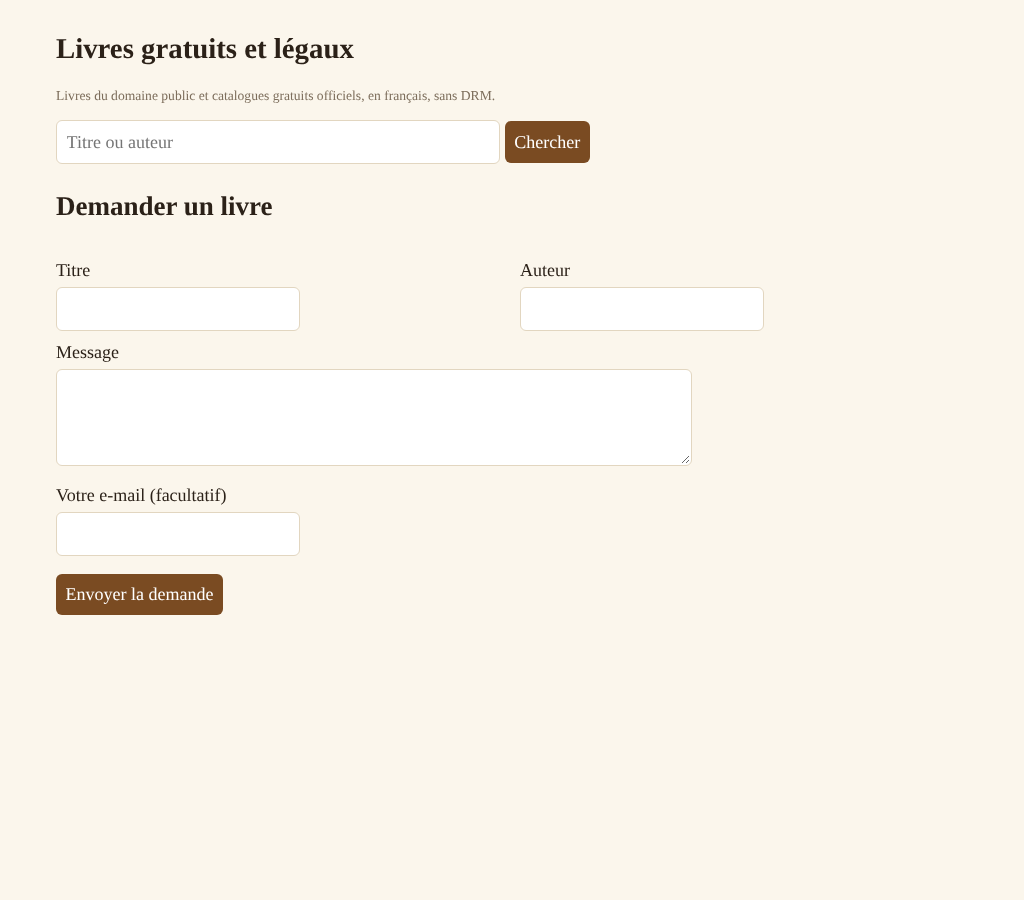 Livres gratuits et légaux
Livres du domaine public et catalogues gratuits officiels, en français, sans DRM.
Titre ou auteur
Chercher
Demander un livre
Titre
Auteur
Message
Votre e-mail (facultatif)
Envoyer la demande